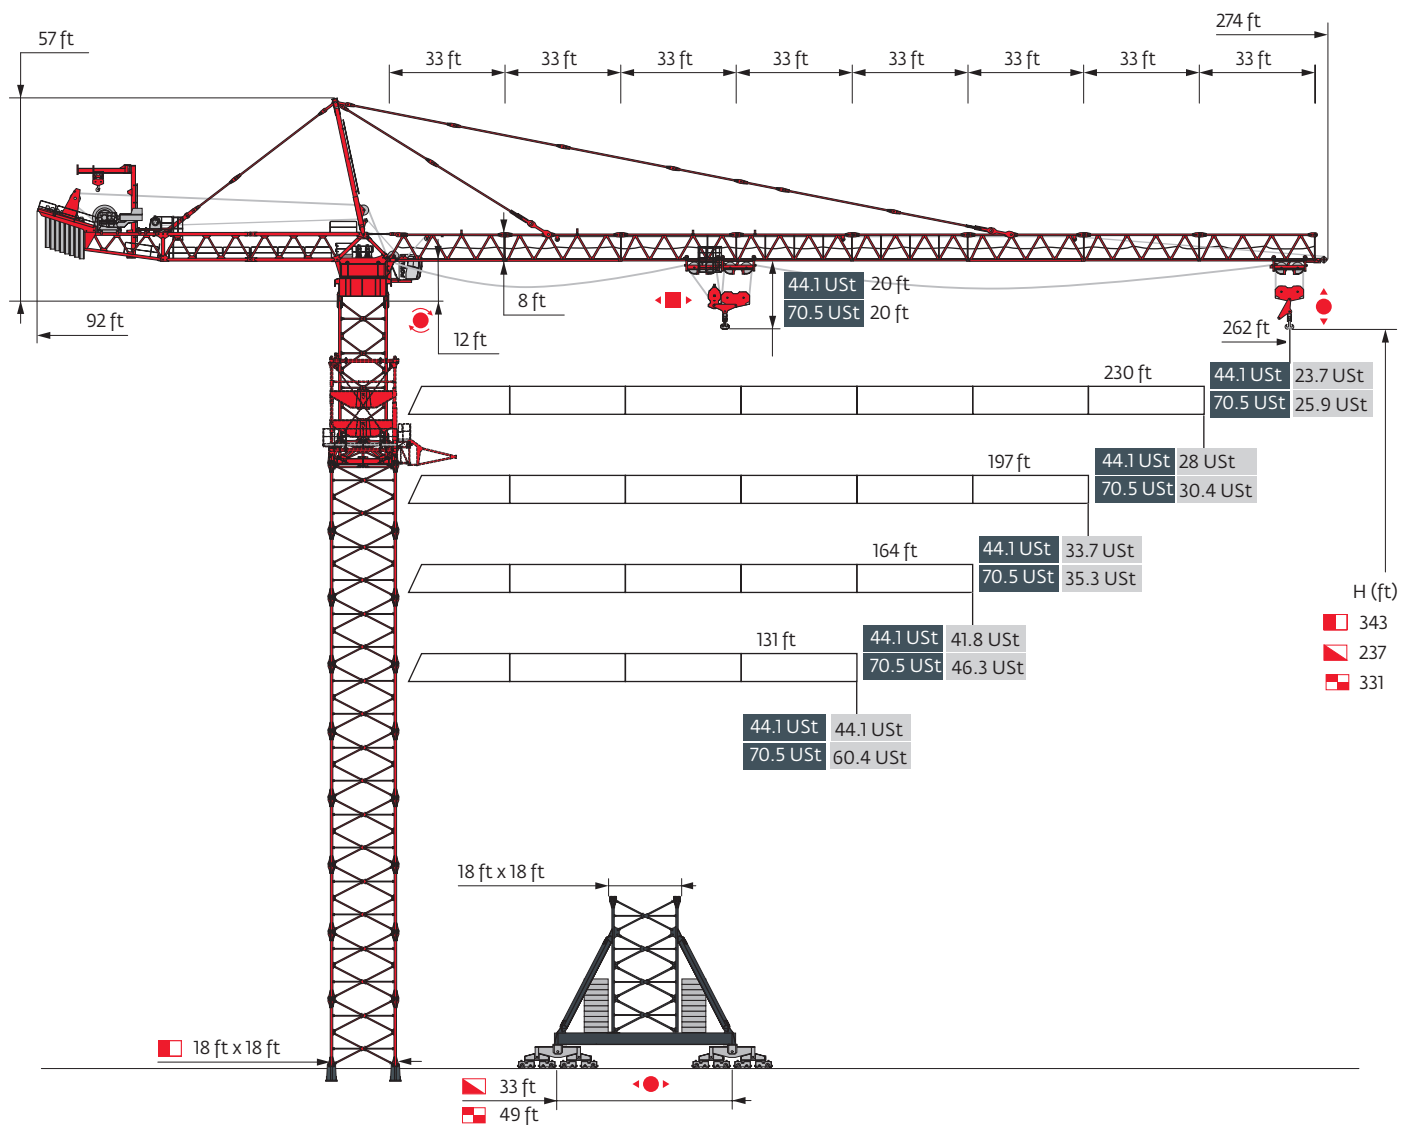 274 ft
57 ft
33 ft 33 ft 33 ft 33 ft 33 ft 33 ft 33 ft 33 ft
44.1 USt 20 ft
70.5 USt 20 ft
8 ft
92 ft
12 ft
262 ft
230 ft
44.1 USt 23.7 USt
70.5 USt 25.9 USt
197 ft
44.1 USt 28 USt
70.5 USt 30.4 USt
164 ft
44.1 USt 33.7 USt
70.5 USt 35.3 USt
H (ft)
343
237
331
131 ft
44.1 USt 41.8 USt
70.5 USt 46.3 USt
44.1 USt 44.1 USt
70.5 USt 60.4 USt
18 ft x 18 ft
18 ft x 18 ft
33 ft
49 ft